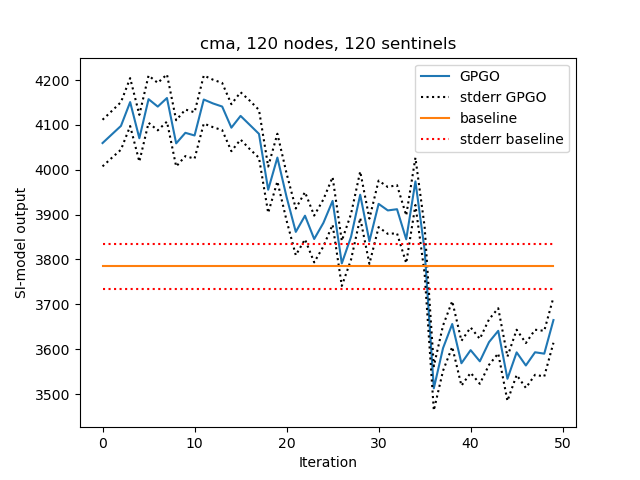 cma, 120 nodes, 120 sentinels
GPGO
stderr GPGO
baseline
stderr baseline
SI-model output
4200
4100
4000
3900
3800
3700
3600
3500
0 10 20 30 40 50
Iteration